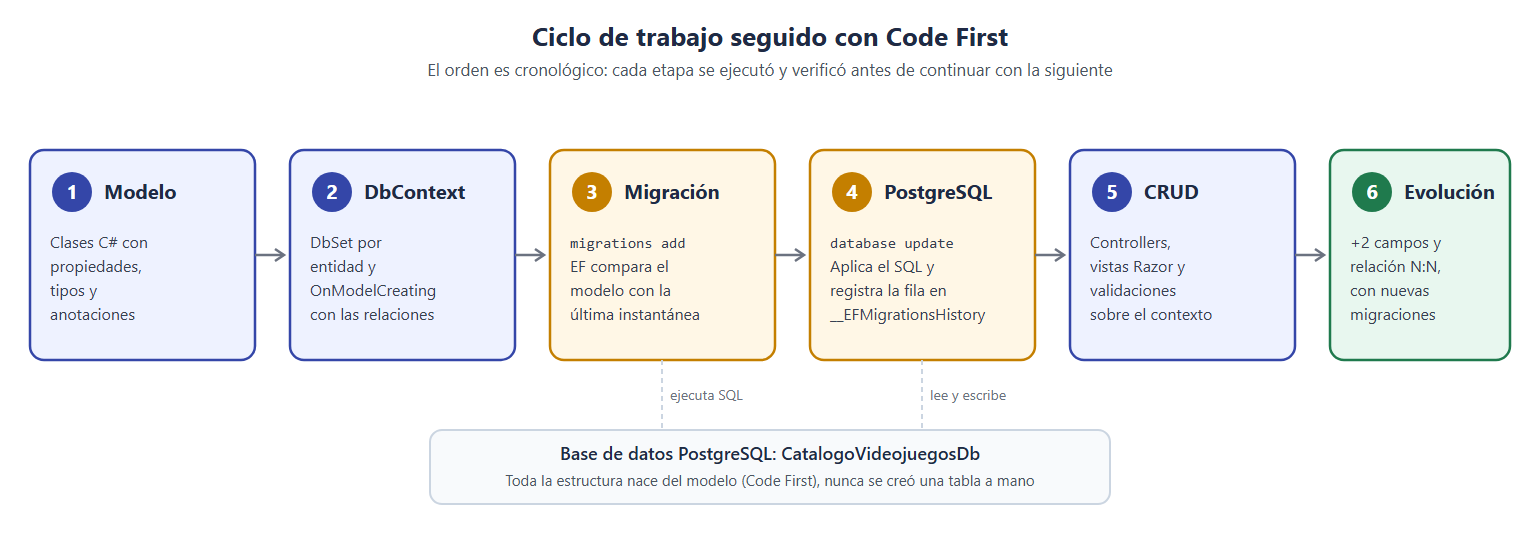 Ciclo de trabajo seguido con Code First
El orden es cronológico: cada etapa se ejecutó y verificó antes de continuar con la siguiente
1 Modelo
Clases C# con
propiedades,
tipos y
anotaciones
2 DbContext
DbSet por
entidad y
OnModelCreating
con las relaciones
3 Migración
migrations add
EF compara el
modelo con la
última instantánea
4 PostgreSQL
database update
Aplica el SQL y
registra la fila en
__EFMigrationsHistory
5 CRUD
Controllers,
vistas Razor y
validaciones
sobre el contexto
6 Evolución
+2 campos y
relación N:N,
con nuevas
migraciones
ejecuta SQL
lee y escribe
Base de datos PostgreSQL: CatalogoVideojuegosDb
Toda la estructura nace del modelo (Code First), nunca se creó una tabla a mano